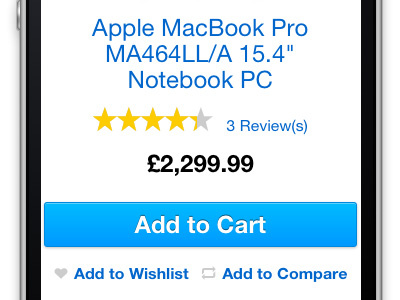 Apple MacBook Pro
MA464LL/A 15.4"
Notebook PC
3 Review(s)
£2,299.99
Add to Cart
Add to Wishlist Add to Compare